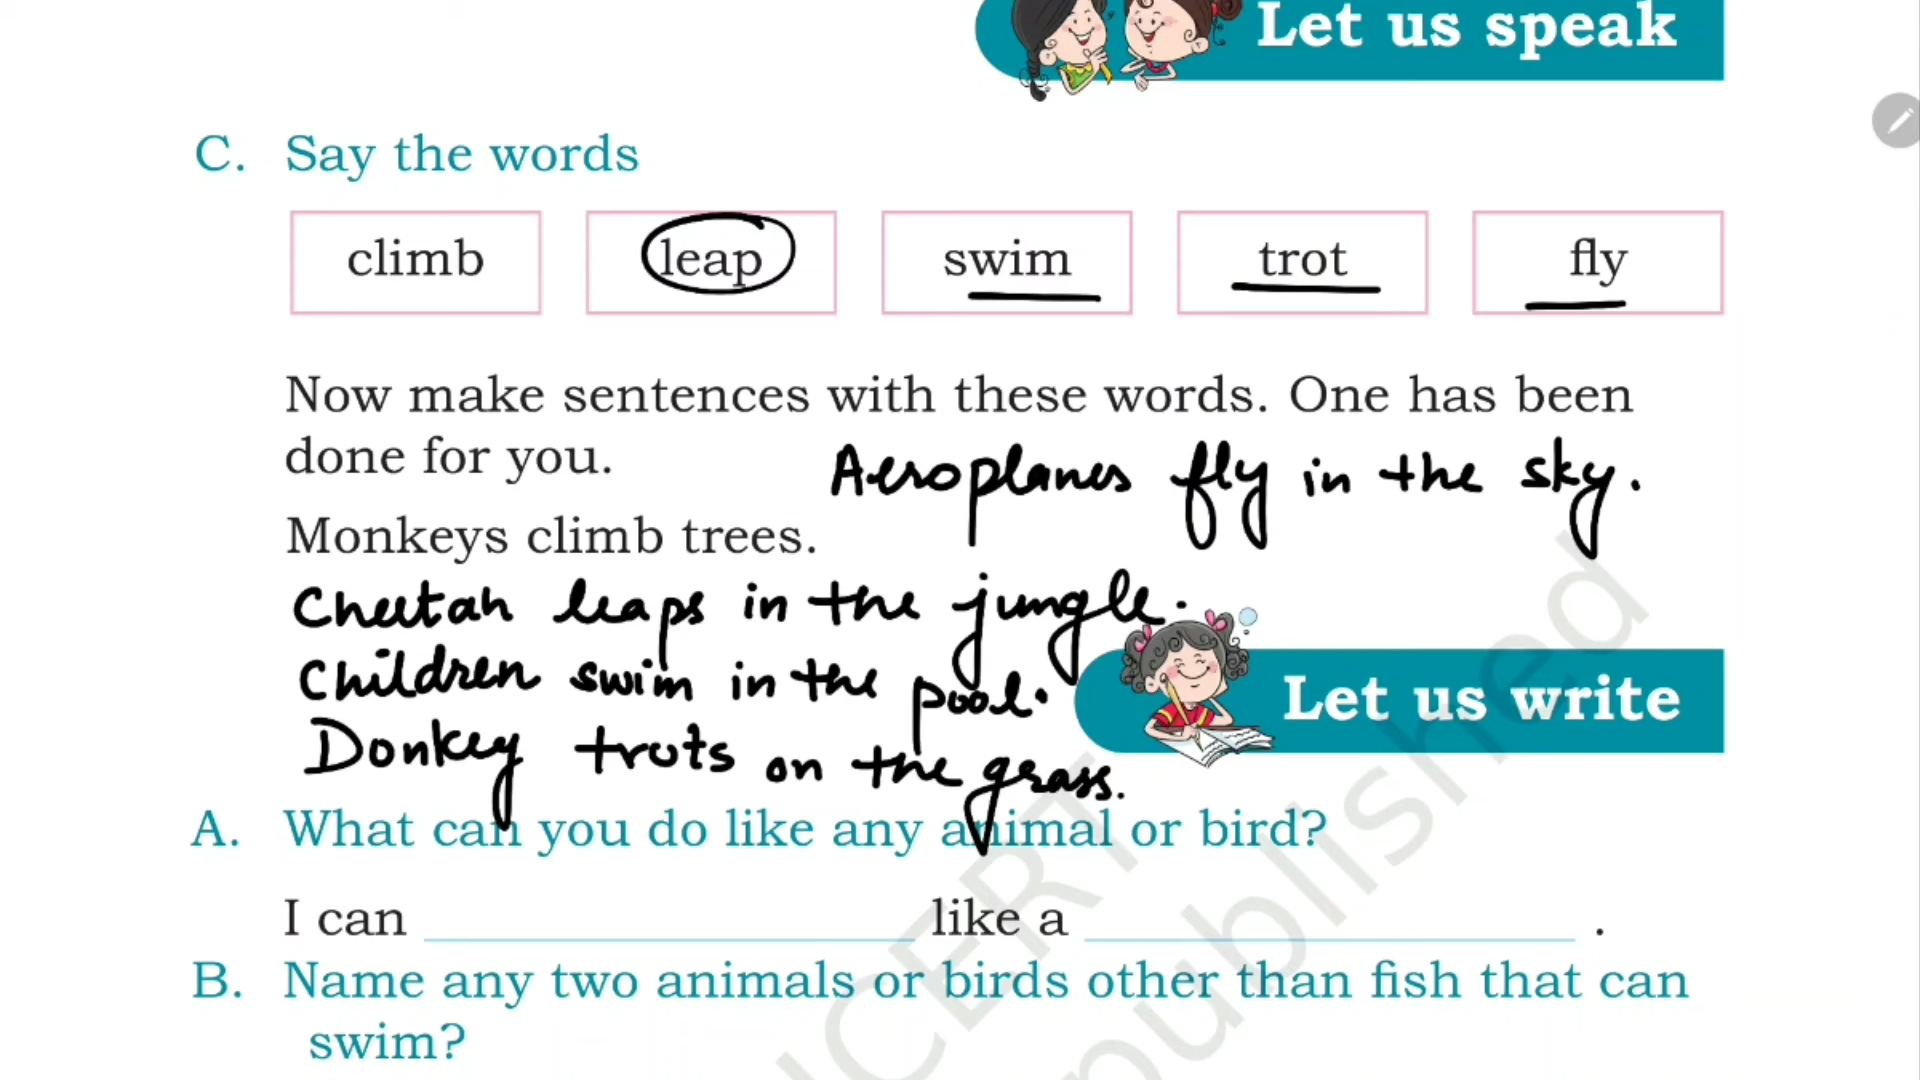 Let us speak
C. Say the words
climb leap swim trot fly
Now make sentences with these words. One has been
done for you.
Aeroplanes fly in the sky.
Monkeys climb trees.
Cheetah leaps in the jungle.
Children swim in the pool.
Let us write
Donkey trots on the grass.
A. What can you do like any animal or bird?
I can like a .
B. Name any two animals or birds other than fish that can
swim?
NCERT
published